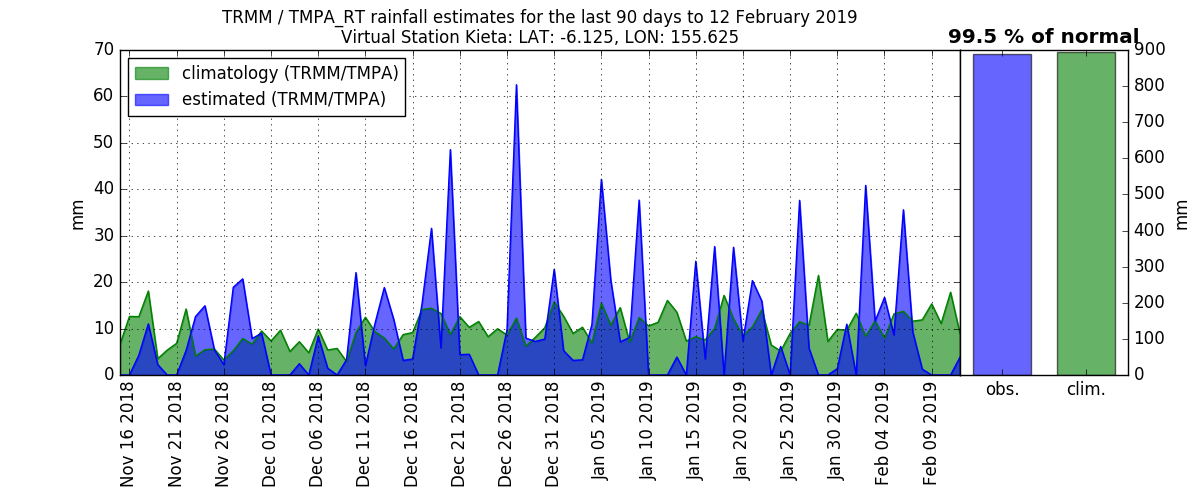 TRMM / TMPA_RT rainfall estimates for the last 90 days to 12 February 2019
Virtual Station Kieta: LAT: -6.125, LON: 155.625
99.5 % of normal
climatology (TRMM/TMPA)
estimated (TRMM/TMPA)
70
60
50
40
30
20
10
0
mm
Nov 16 2018
Nov 21 2018
Nov 26 2018
Dec 01 2018
Dec 06 2018
Dec 11 2018
Dec 16 2018
Dec 21 2018
Dec 26 2018
Dec 31 2018
Jan 05 2019
Jan 10 2019
Jan 15 2019
Jan 20 2019
Jan 25 2019
Jan 30 2019
Feb 04 2019
Feb 09 2019
obs.
clim.
900
800
700
600
500
400
300
200
100
0
mm